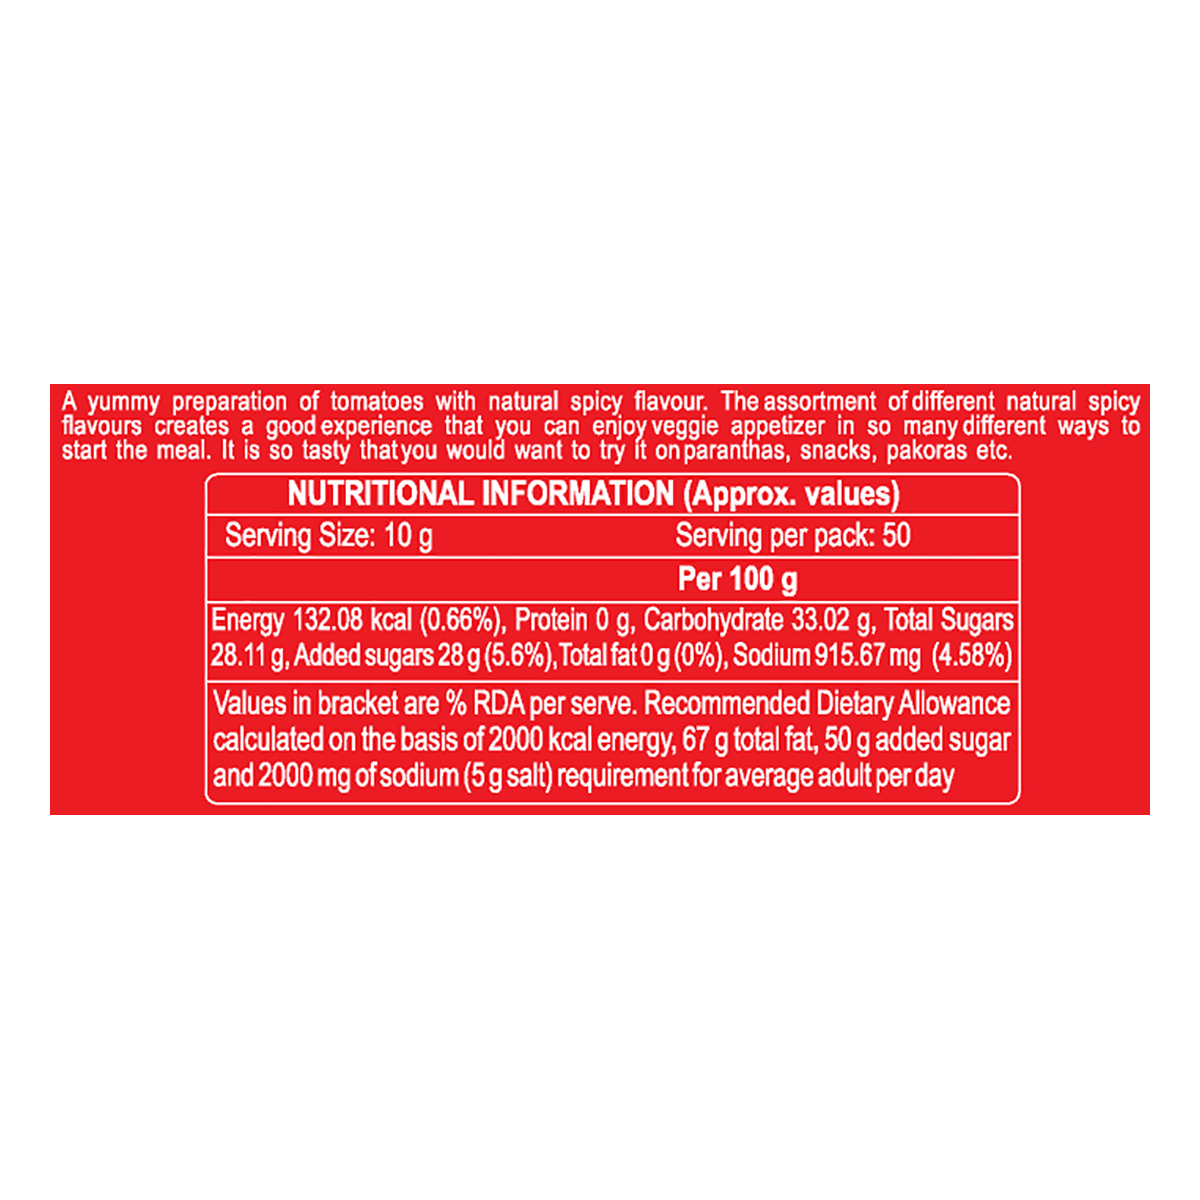 A yummy preparation of tomatoes with natural spicy flavour. The assortment of different natural spicy
flavours creates a good experience that you can enjoy veggie appetizer in so many different ways to
start the meal. It is so tasty that you would want to try it on paranthas, snacks, pakoras etc.
NUTRITIONAL INFORMATION (Approx. values)
Serving Size: 10 g Serving per pack: 50
Per 100 g
Energy 132.08 kcal (0.66%), Protein 0 g, Carbohydrate 33.02 g, Total Sugars
28.11 g, Added sugars 28 g (5.6%), Total fat 0 g (0%), Sodium 915.67 mg (4.58%)
Values in bracket are % RDA per serve. Recommended Dietary Allowance
calculated on the basis of 2000 kcal energy, 67 g total fat, 50 g added sugar
and 2000 mg of sodium (5 g salt) requirement for average adult per day